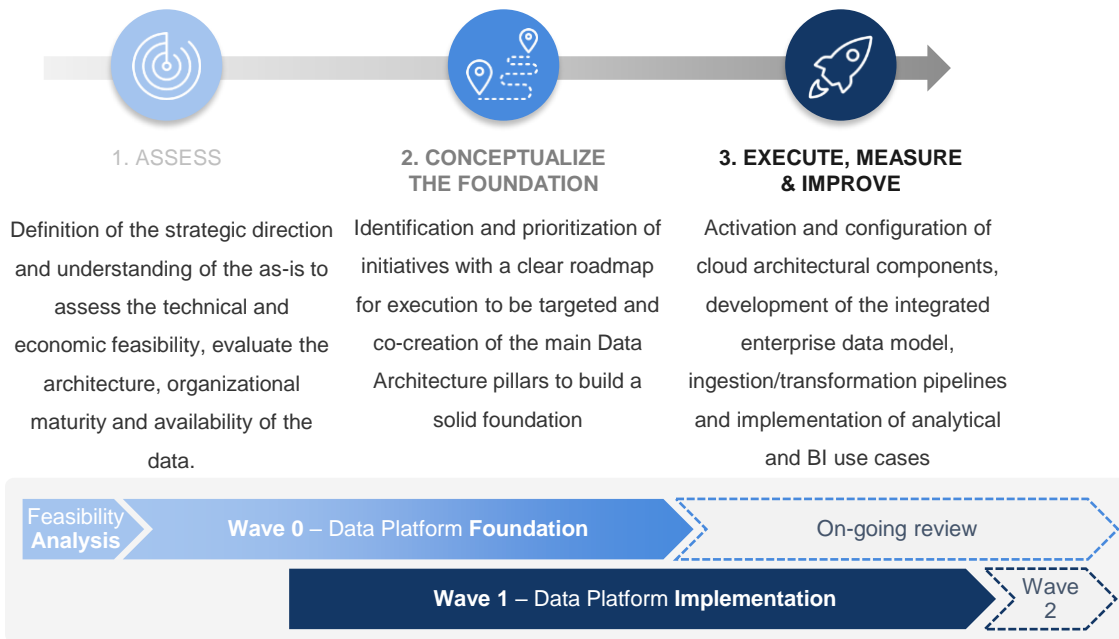 1. ASSESS
Definition of the strategic direction
and understanding of the as-is to
assess the technical and
economic feasibility, evaluate the
architecture, organizational
maturity and availability of the
data.
2. CONCEPTUALIZE
THE FOUNDATION
Identification and prioritization of
initiatives with a clear roadmap
for execution to be targeted and
co-creation of the main Data
Architecture pillars to build a
solid foundation
3. EXECUTE, MEASURE
& IMPROVE
Activation and configuration of
cloud architectural components,
development of the integrated
enterprise data model,
ingestion/transformation pipelines
and implementation of analytical
and BI use cases
Feasibility
Analysis
Wave 0 – Data Platform Foundation
On-going review
Wave 1 – Data Platform Implementation
Wave
2